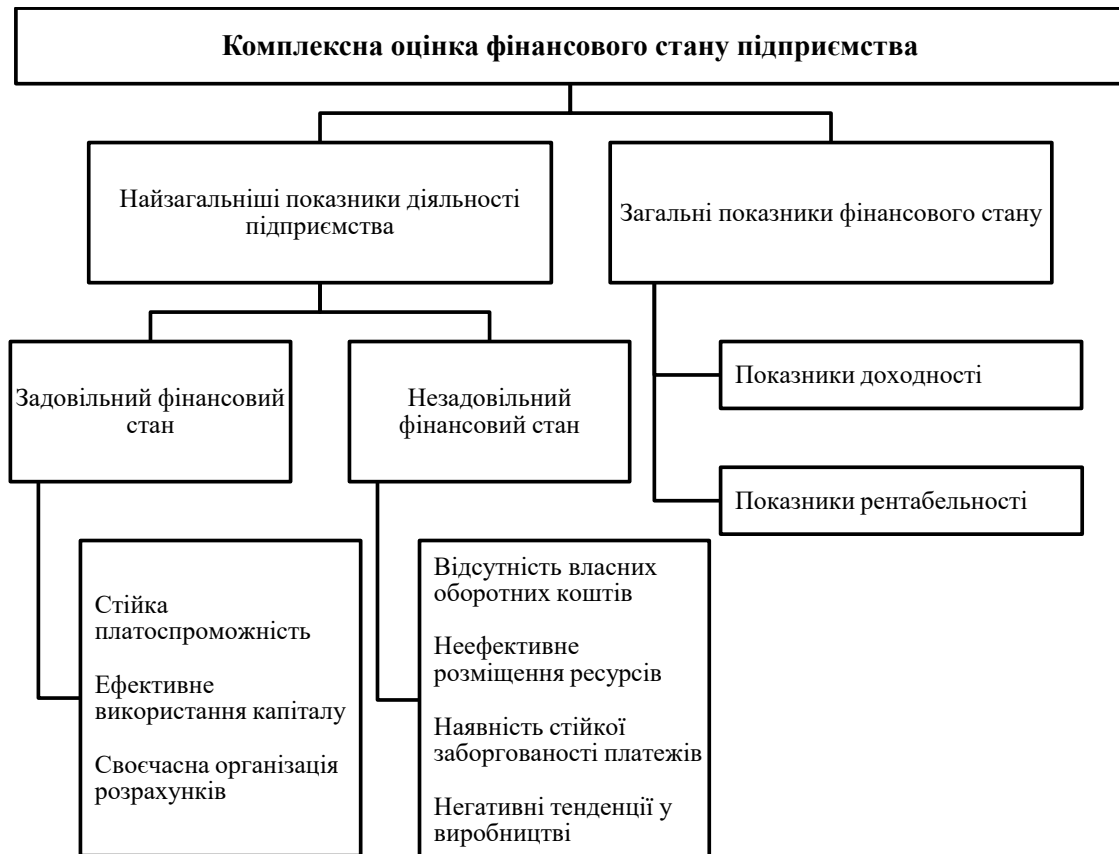 Комплексна оцінка фінансового стану підприємства
Найзагальніші показники діяльності
підприємства
Загальні показники фінансового стану
Задовільний фінансовий
стан
Незадовільний
фінансовий стан
Показники доходності
Показники рентабельності
Стійка
платоспроможність
Ефективне
використання капіталу
Своєчасна організація
розрахунків
Відсутність власних
оборотних коштів
Неефективне
розміщення ресурсів
Наявність стійкої
заборгованості платежів
Негативні тенденції у
виробництві